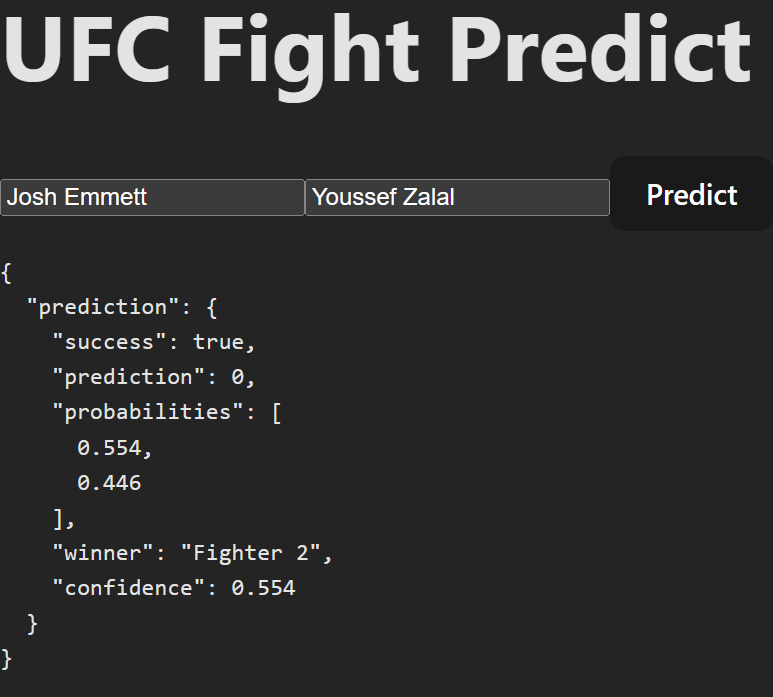 UFC Fight Predict
Josh Emmett Youssef Zalal Predict
{
  "prediction": {
    "success": true,
    "prediction": 0,
    "probabilities": [
      0.554,
      0.446
    ],
    "winner": "Fighter 2",
    "confidence": 0.554
  }
}